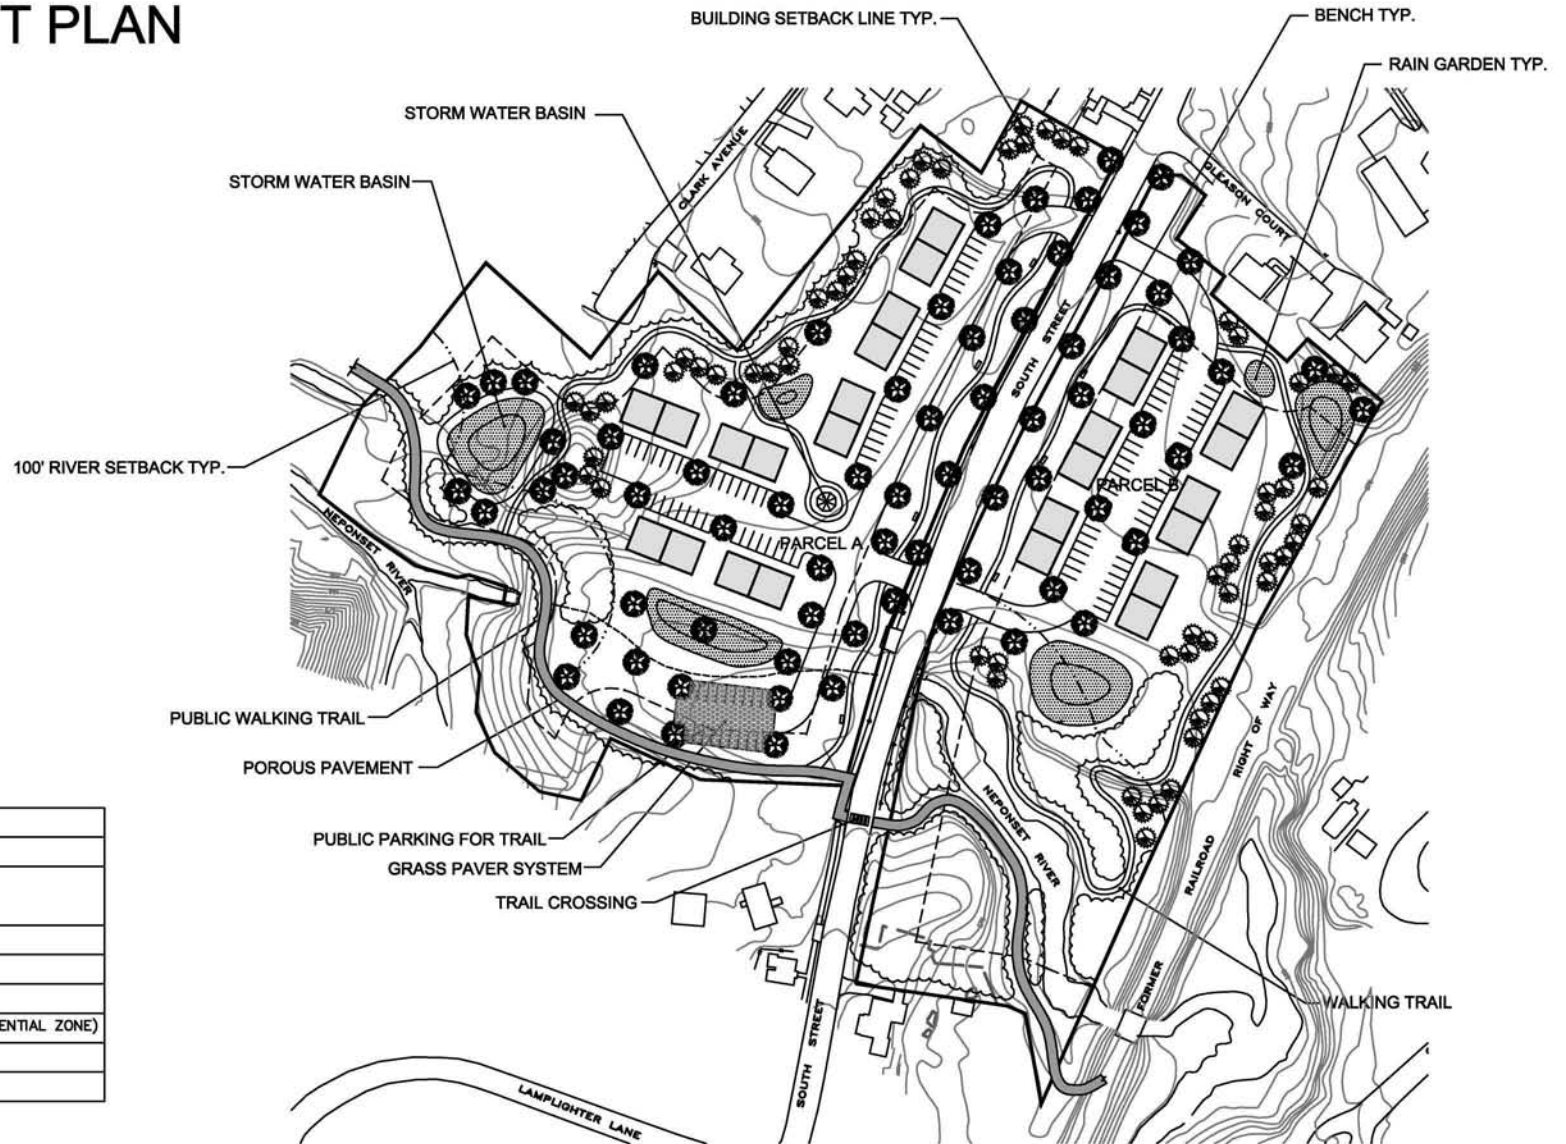 T PLAN
BUILDING SETBACK LINE TYP.
BENCH TYP.
RAIN GARDEN TYP.
STORM WATER BASIN
STORM WATER BASIN
CLARK AVENUE
GLEASON COURT
SOUTH STREET
100' RIVER SETBACK TYP.
PARCEL B
NEPONSET RIVER
PARCEL A
PUBLIC WALKING TRAIL
POROUS PAVEMENT
RIGHT OF WAY
PUBLIC PARKING FOR TRAIL
NEPONSET RIVER
GRASS PAVER SYSTEM
RAILROAD
TRAIL CROSSING
FORMER
WALKING TRAIL
ENTIAL ZONE)
SOUTH STREET
LAMPLIGHTER LANE